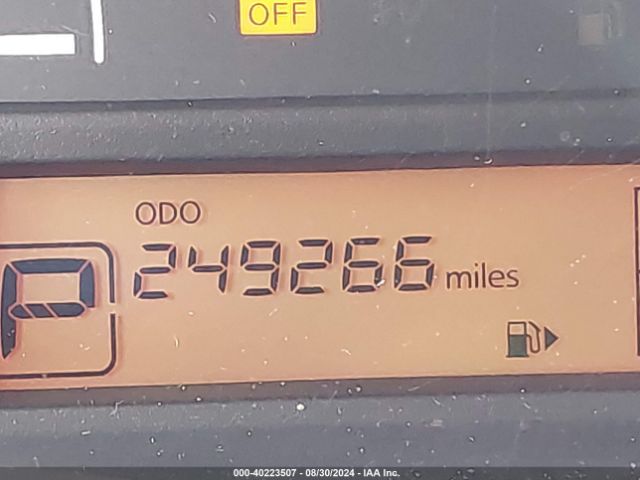 OFF
ODO
P 249266 miles
000-40223507 - 08/30/2024 - IAA Inc.